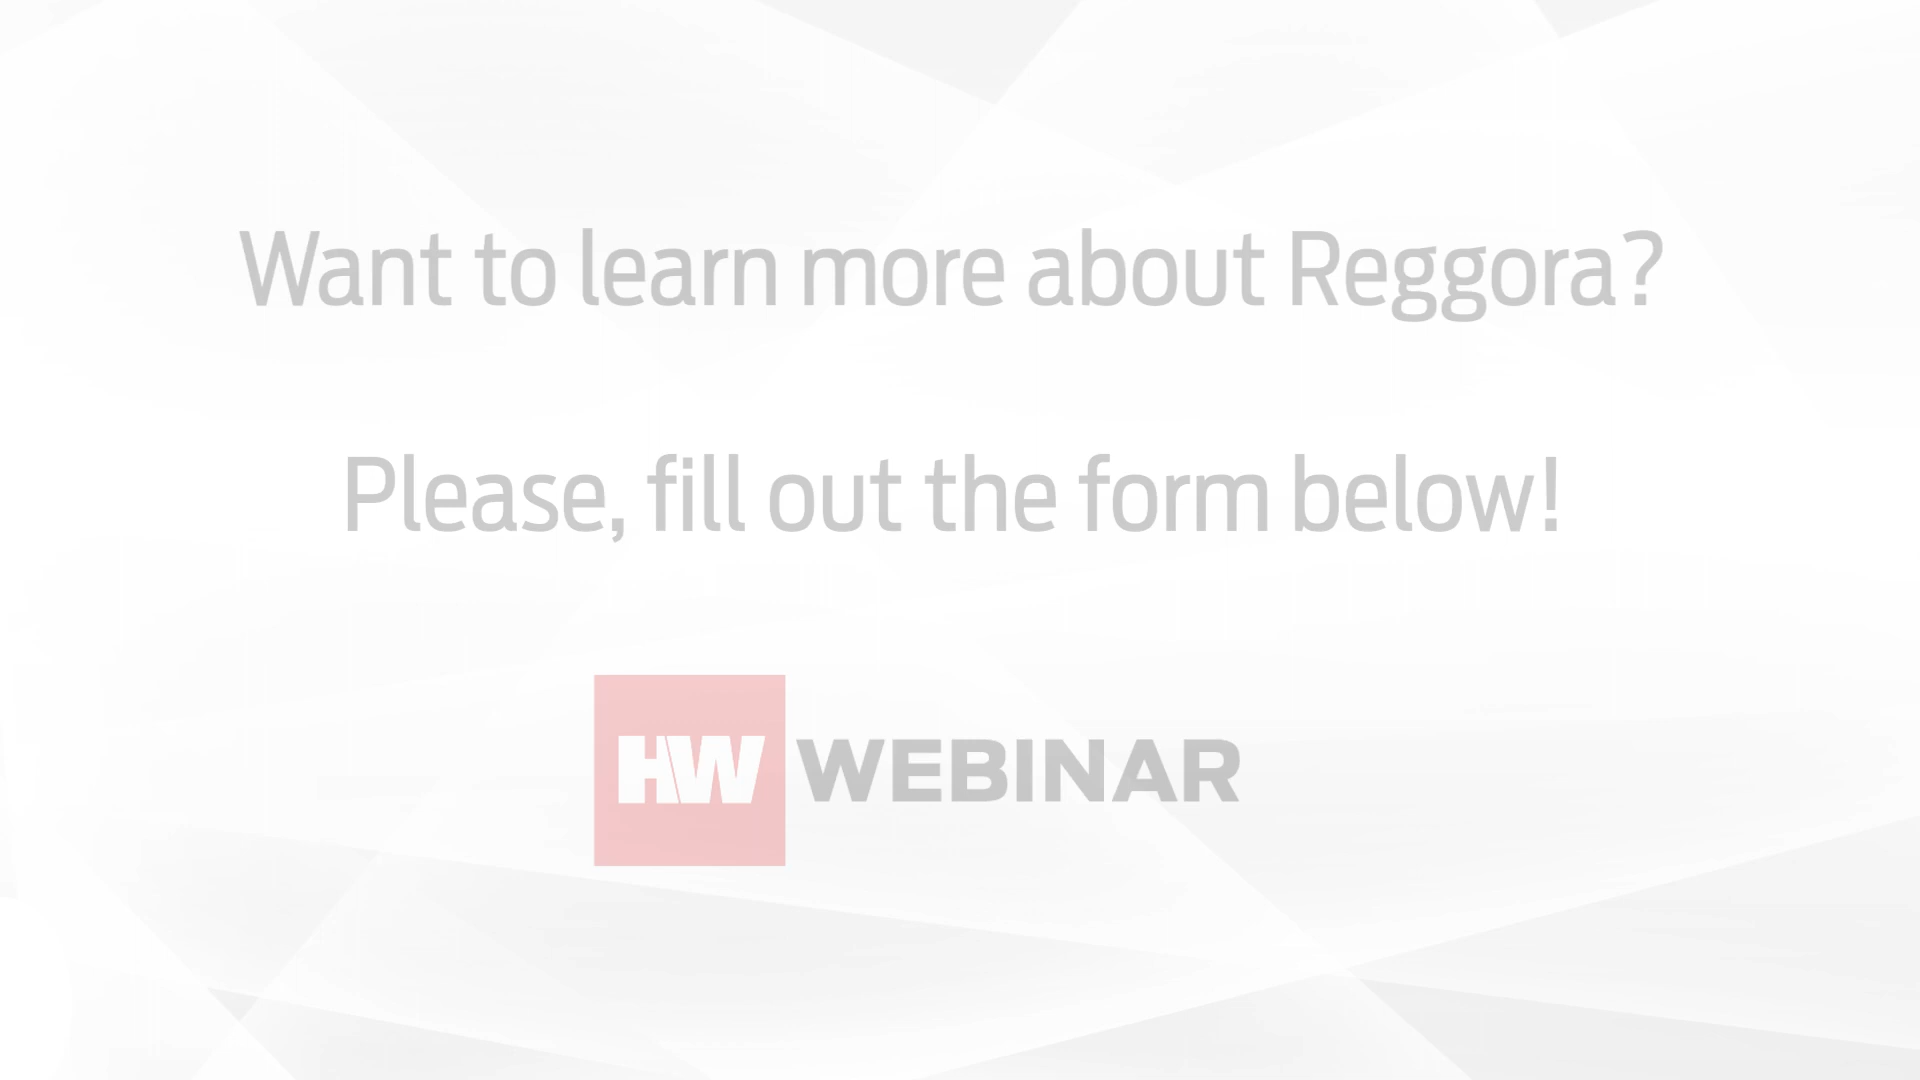 Want to learn more about Reggora?
Please, fill out the form below!
HW WEBINAR